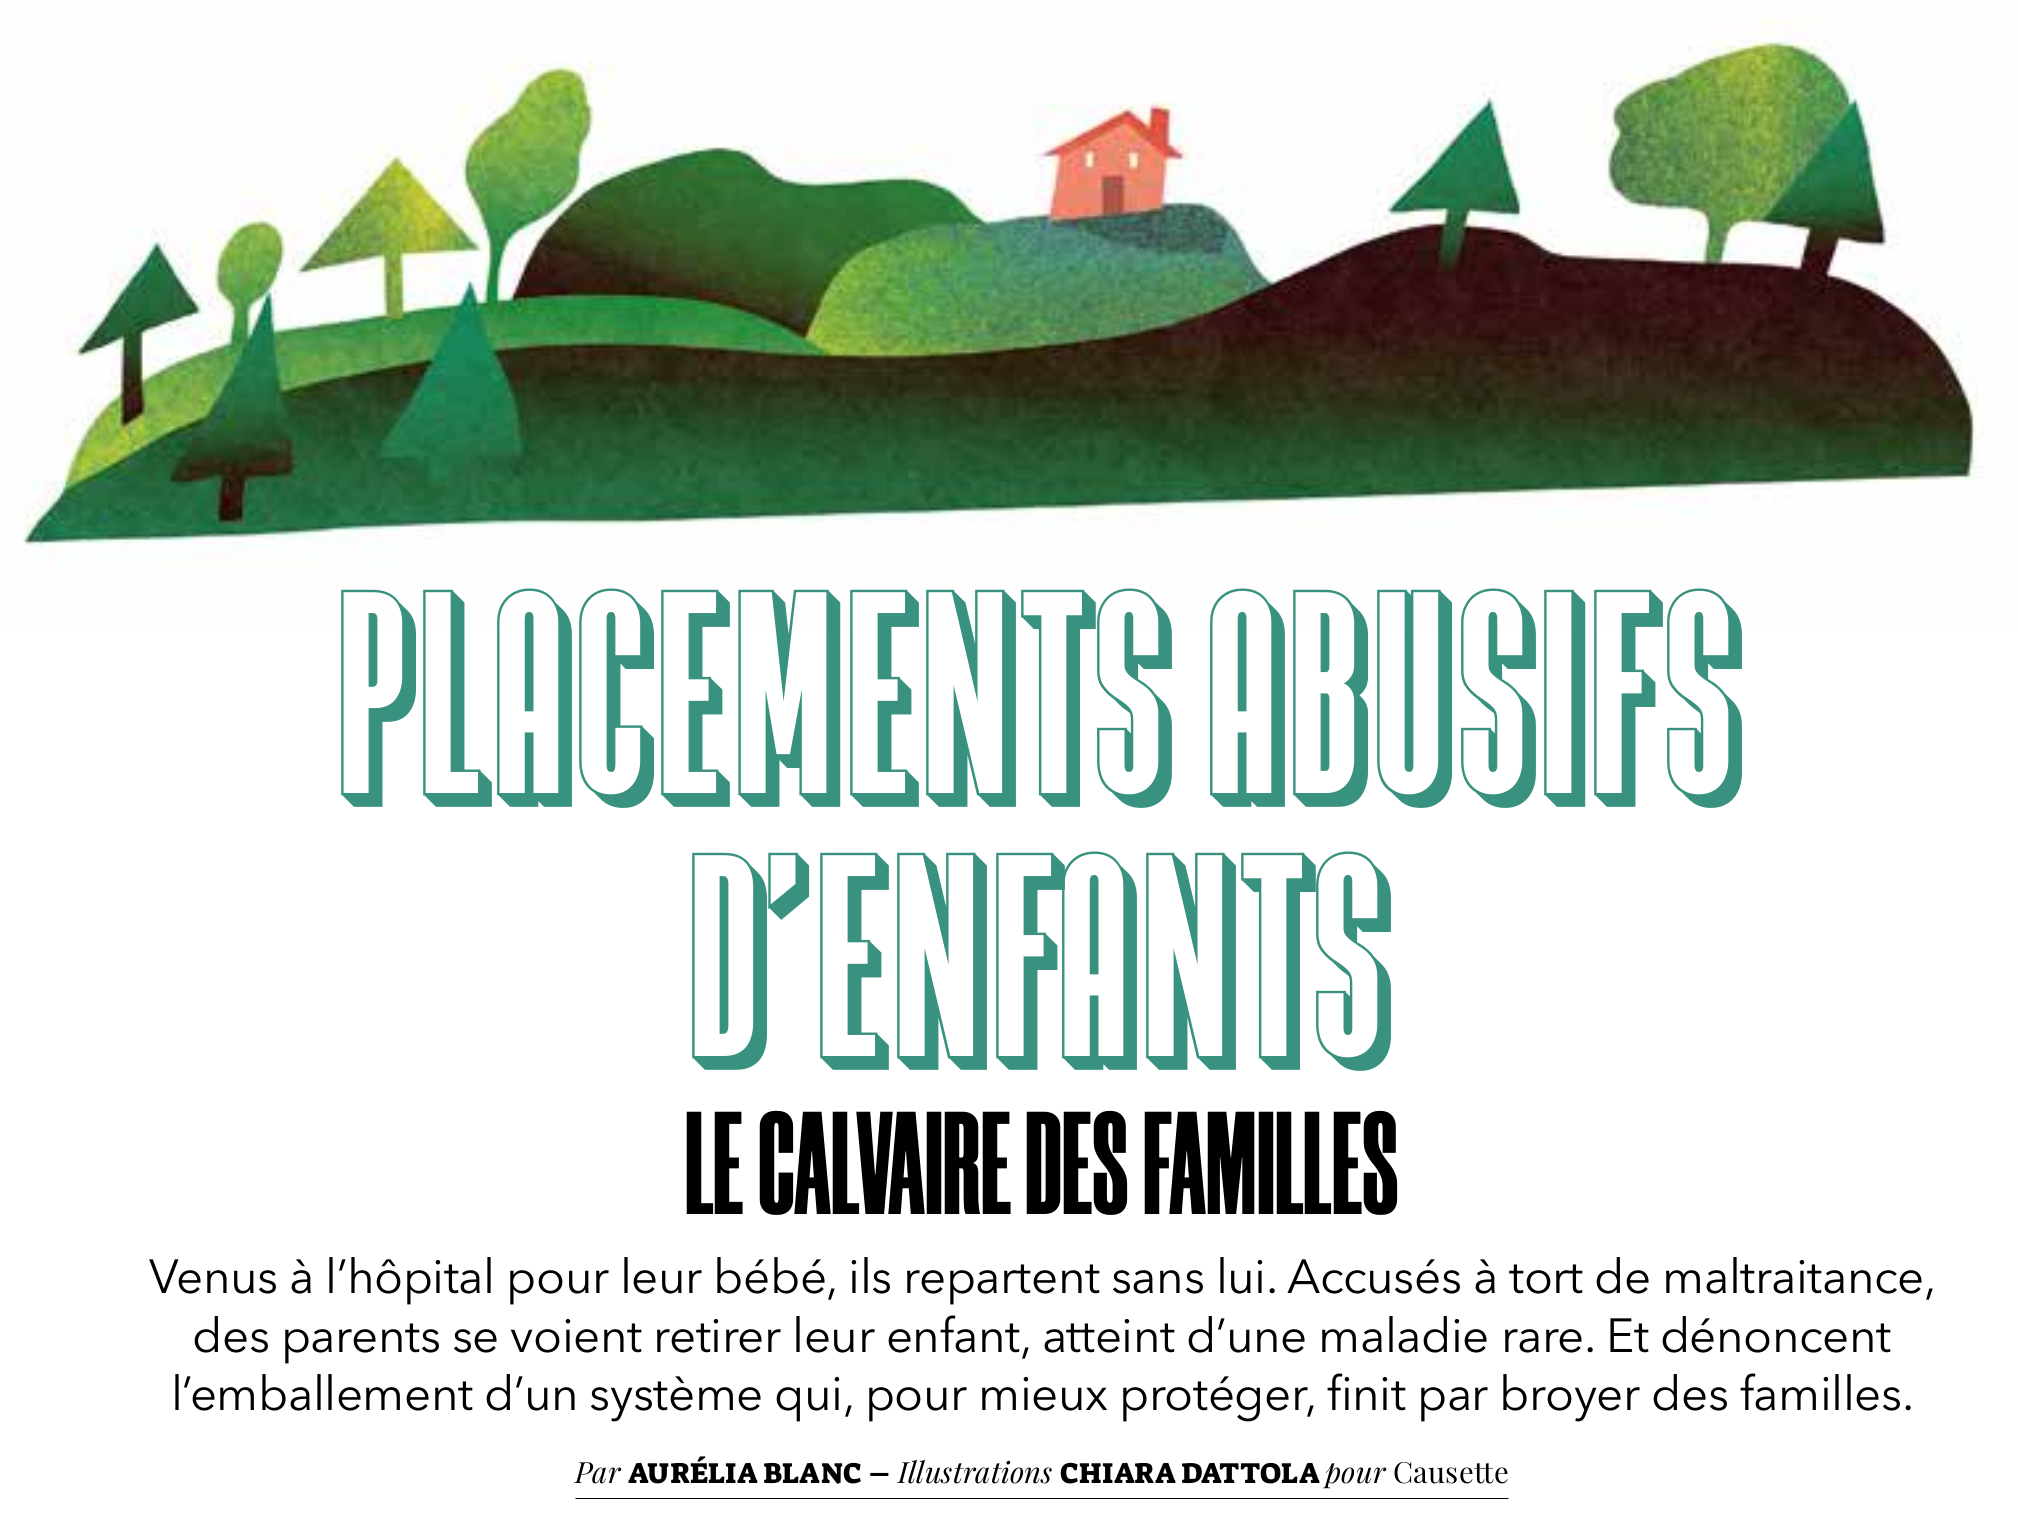 PLACEMENTS ABUSIFS
D’ENFANTS
LE CALVAIRE DES FAMILLES
Venus à l’hôpital pour leur bébé, ils repartent sans lui. Accusés à tort de maltraitance,
des parents se voient retirer leur enfant, atteint d’une maladie rare. Et dénoncent
l’emballement d’un système qui, pour mieux protéger, finit par broyer des familles.
Par AURÉLIA BLANC – Illustrations CHIARA DATTOLA pour Causette